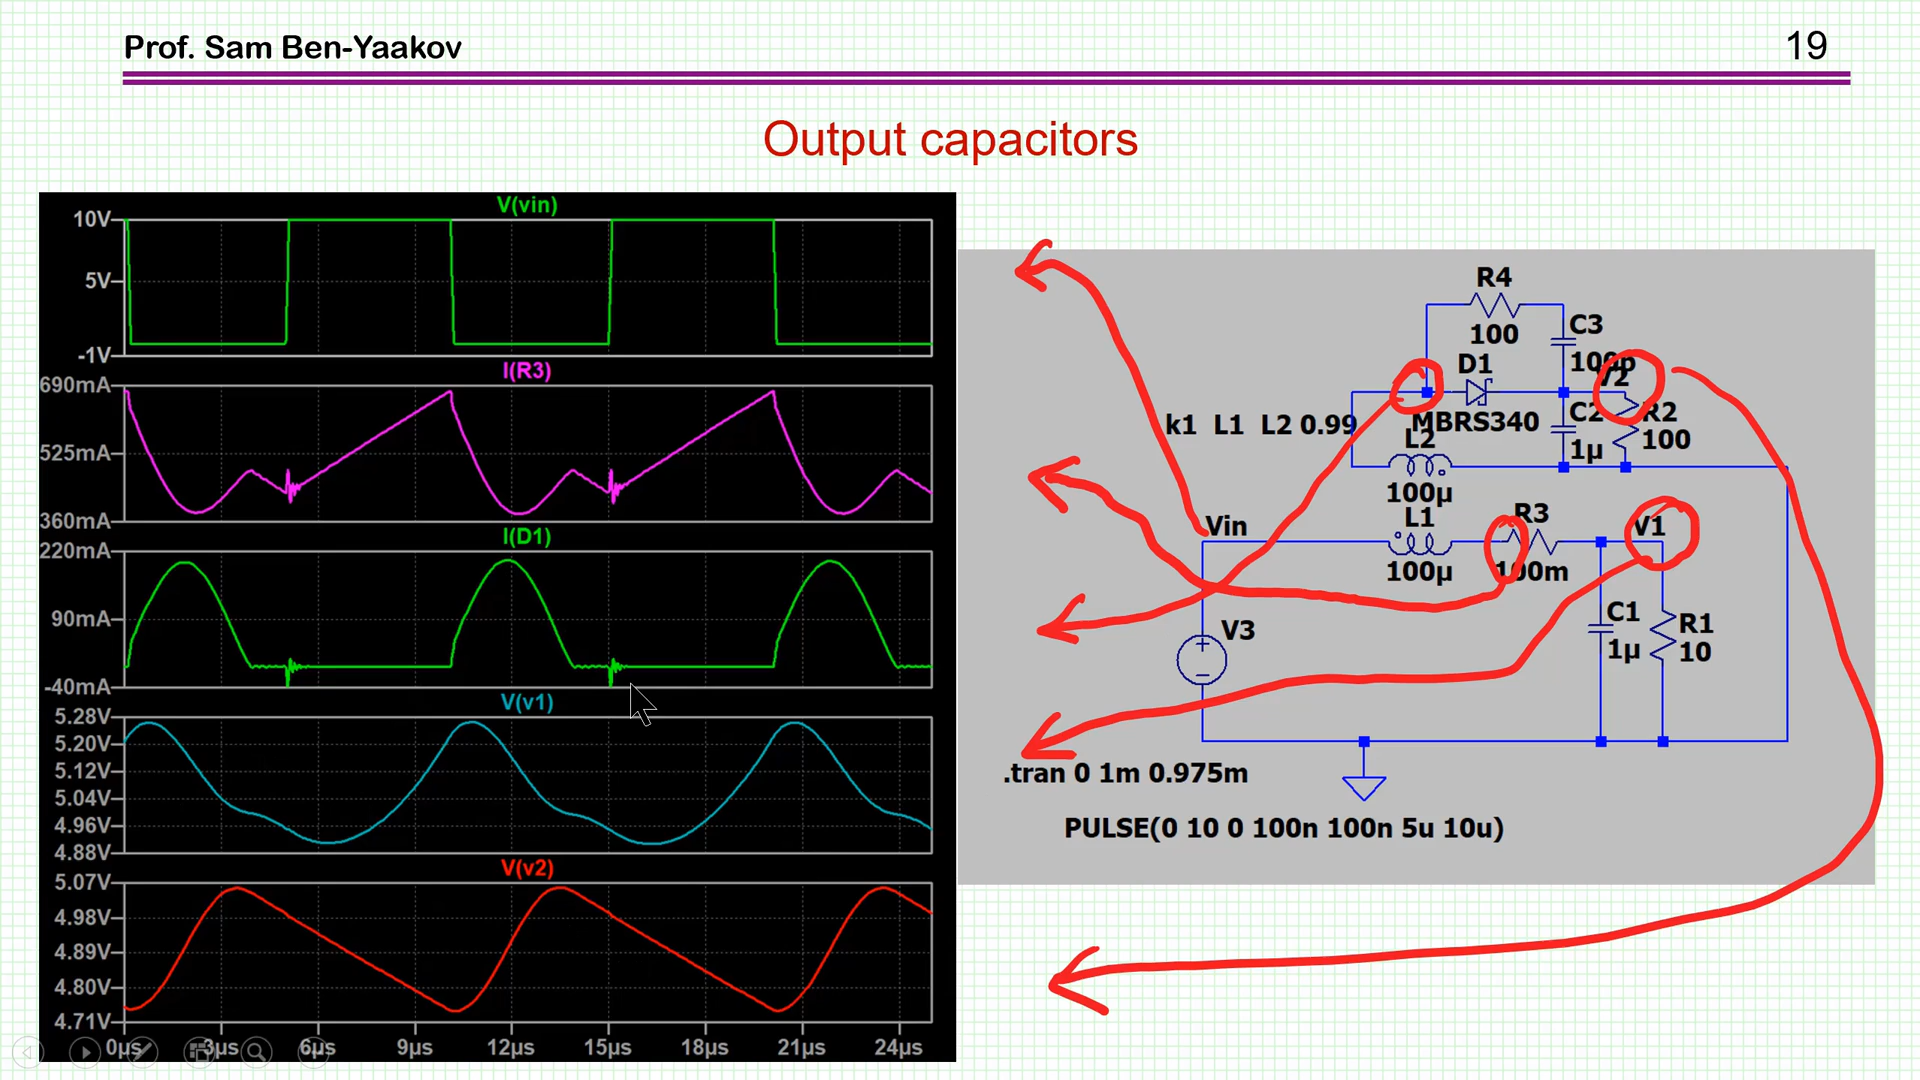 Prof. Sam Ben-Yaakov
19
Output capacitors
V(vin)
10V
5V
-1V
I(R3)
690mA
525mA
360mA
I(D1)
220mA
90mA
-40mA
V(v1)
5.28V
5.20V
5.12V
5.04V
4.96V
4.88V
V(v2)
5.07V
4.98V
4.89V
4.80V
4.71V
0µs 3µs 6µs 9µs 12µs 15µs 18µs 21µs 24µs
R4
100
C3
100p
D1
V2
k1 L1 L2 0.99
MBRS340
C2
R2
100
L2
1µ
100µ
L1
R3
V1
Vin
100µ
100m
C1
R1
V3
1µ
10
.tran 0 1m 0.975m
PULSE(0 10 0 100n 100n 5u 10u)